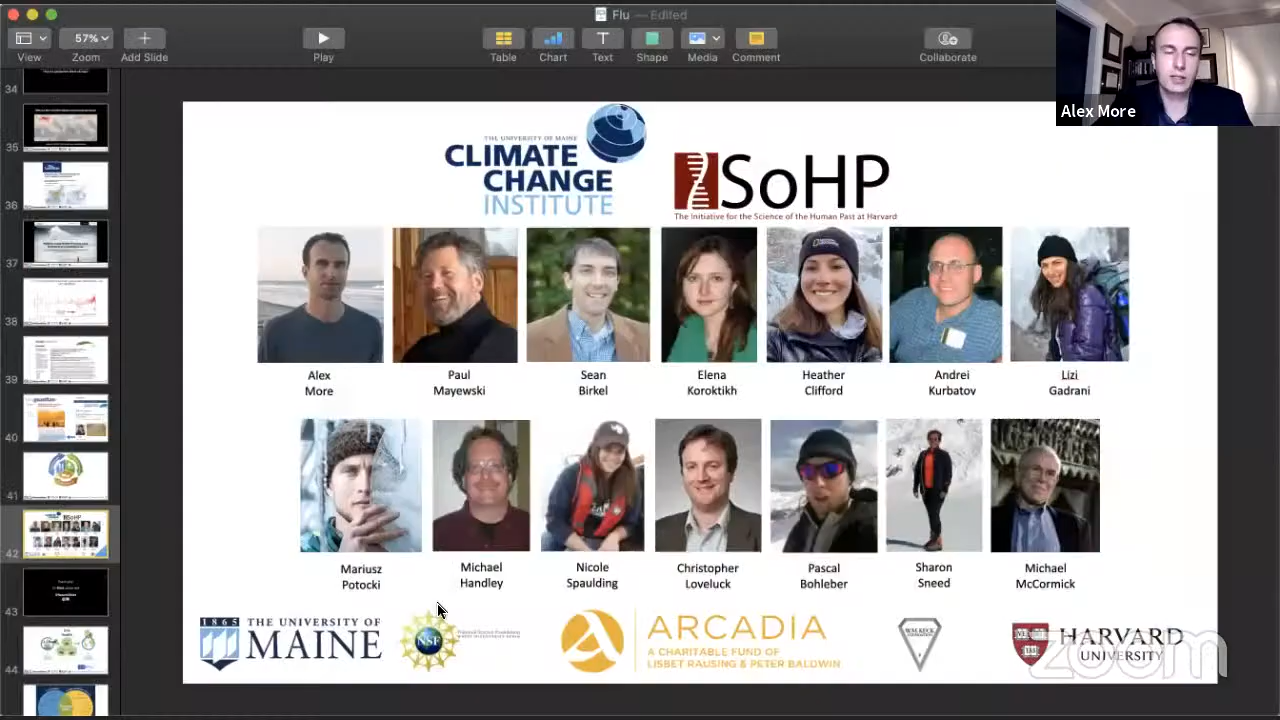 Flu — Edited
57%
View
Zoom
Add Slide
Play
Table
Chart
Text
Shape
Media
Comment
Collaborate
Alex More
34
35
36
37
38
39
40
41
42
43
44
THE UNIVERSITY OF MAINE
CLIMATE
CHANGE
INSTITUTE
SoHP
The Initiative for the Science of the Human Past at Harvard
Alex
More
Paul
Mayewski
Sean
Birkel
Elena
Koroktikh
Heather
Clifford
Andrei
Kurbatov
Lizi
Gadrani
Mariusz
Potocki
Michael
Handley
Nicole
Spaulding
Christopher
Loveluck
Pascal
Bohleber
Sharon
Sneed
Michael
McCormick
1865
THE UNIVERSITY OF
MAINE
NSF
ARCADIA
A CHARITABLE FUND OF
LISBET RAUSING & PETER BALDWIN
HARVARD
UNIVERSITY
zoom